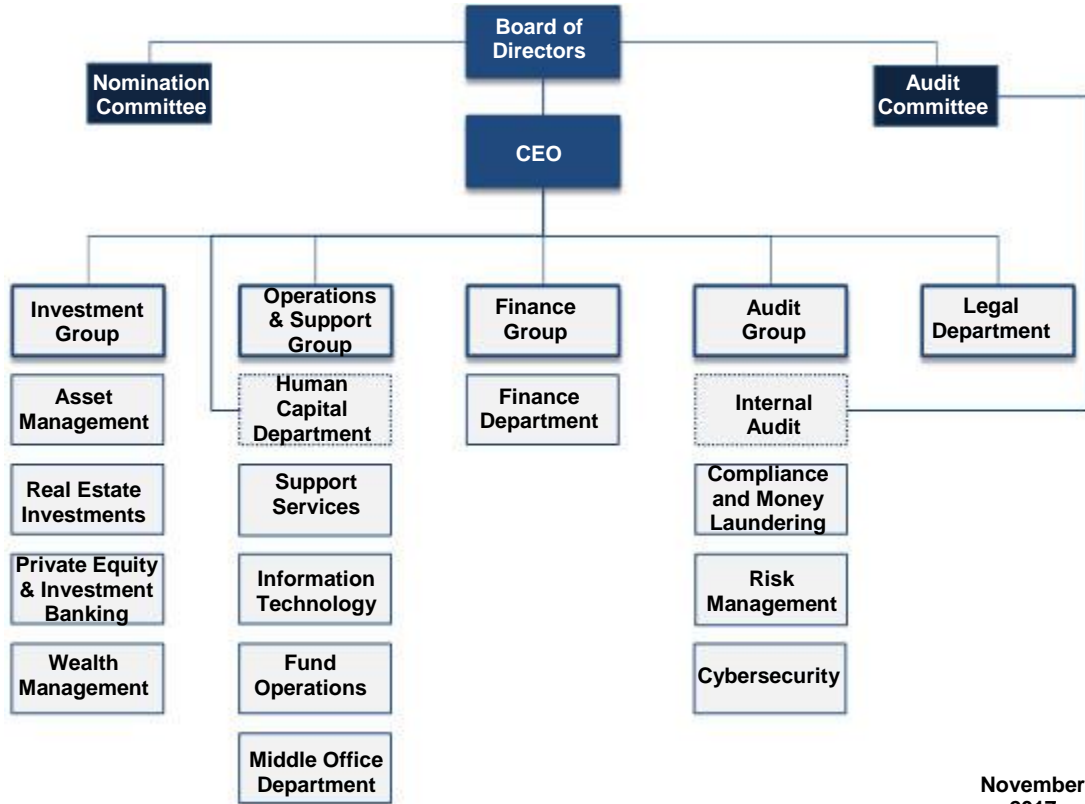 Board of
Directors
Nomination
Committee
Audit
Committee
CEO
Investment
Group
Operations
& Support
Group
Finance
Group
Audit
Group
Legal
Department
Asset
Management
Human
Capital
Department
Finance
Department
Internal
Audit
Real Estate
Investments
Support
Services
Compliance
and Money
Laundering
Private Equity
& Investment
Banking
Information
Technology
Risk
Management
Wealth
Management
Fund
Operations
Cybersecurity
Middle Office
Department
November